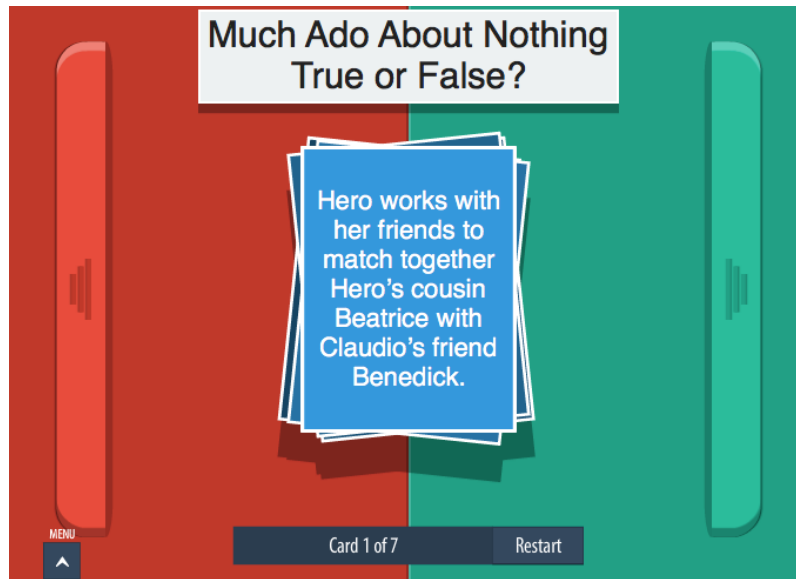 Much Ado About Nothing
True or False?
Hero works with
her friends to
match together
Hero’s cousin
Beatrice with
Claudio’s friend
Benedick.
MENU
Card 1 of 7
Restart